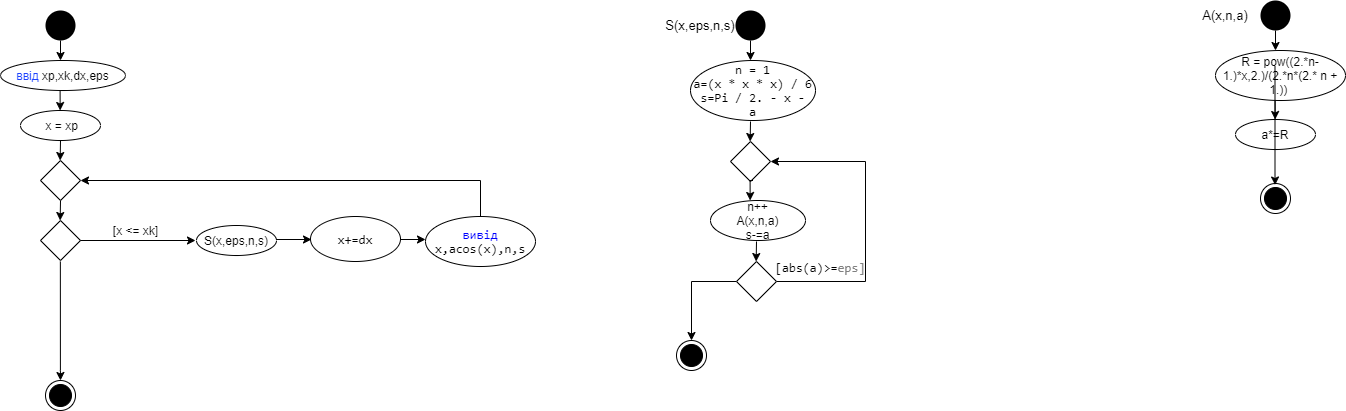 ввід xp,xk,dx,eps
x = xp
[x <= xk]
S(x,eps,n,s)
x+=dx
вивід
x,acos(x),n,s
S(x,eps,n,s)
n = 1
a=(x * x * x) / 6
s=Pi / 2. - x -
a
n++
A(x,n,a)
s-=a
[abs(a)>=eps]
A(x,n,a)
R = pow((2.*n-
1.)*x,2.)/(2.*n*(2.* n +
1.))
a*=R